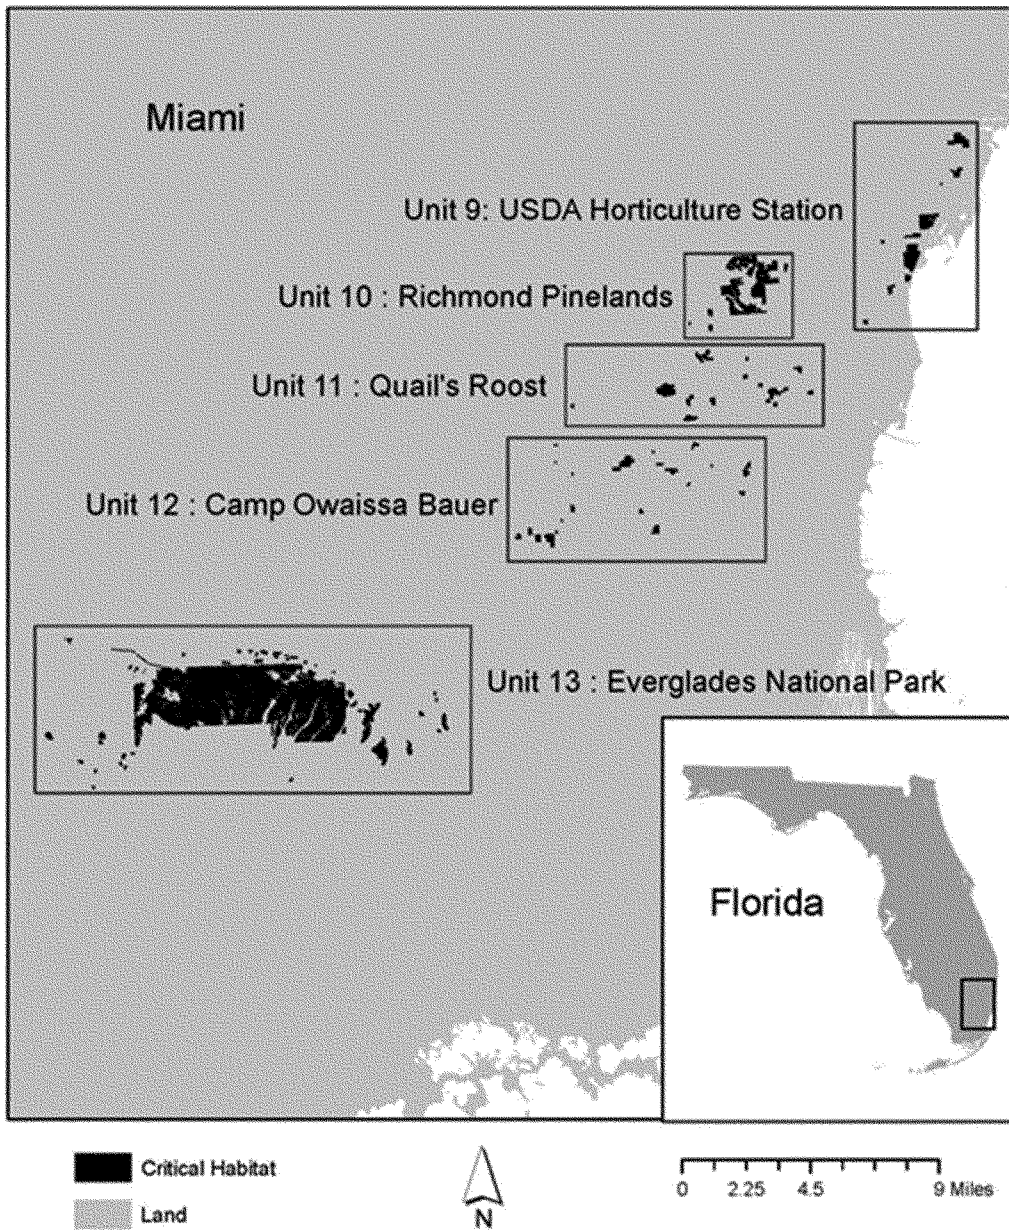 Miami
Unit 9: USDA Horticulture Station
Unit 10 : Richmond Pinelands
Unit 11 : Quail's Roost
Unit 12 : Camp Owaissa Bauer
Unit 13 : Everglades National Park
Florida
Critical Habitat
Land
N
0 2.25 4.5 9 Miles